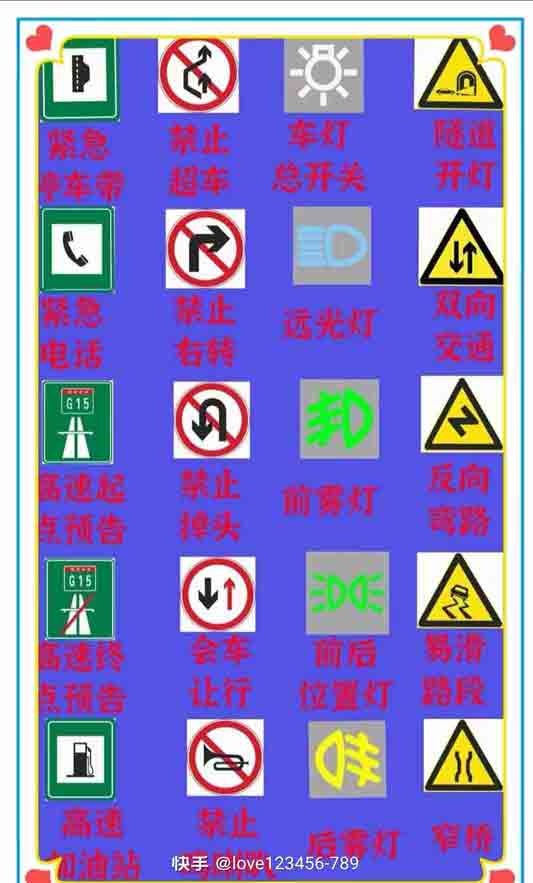 紧急
停车带
禁止
超车
车灯
总开关
隧道
开灯
紧急
电话
禁止
右转
远光灯
双向
交通
G15
高速起
点预告
禁止
掉头
前雾灯
反向
弯路
G15
高速终
点预告
会车
让行
前后
位置灯
易滑
路段
高速
加油站
禁止
鸣喇叭
后雾灯
窄桥
快手 @love123456-789